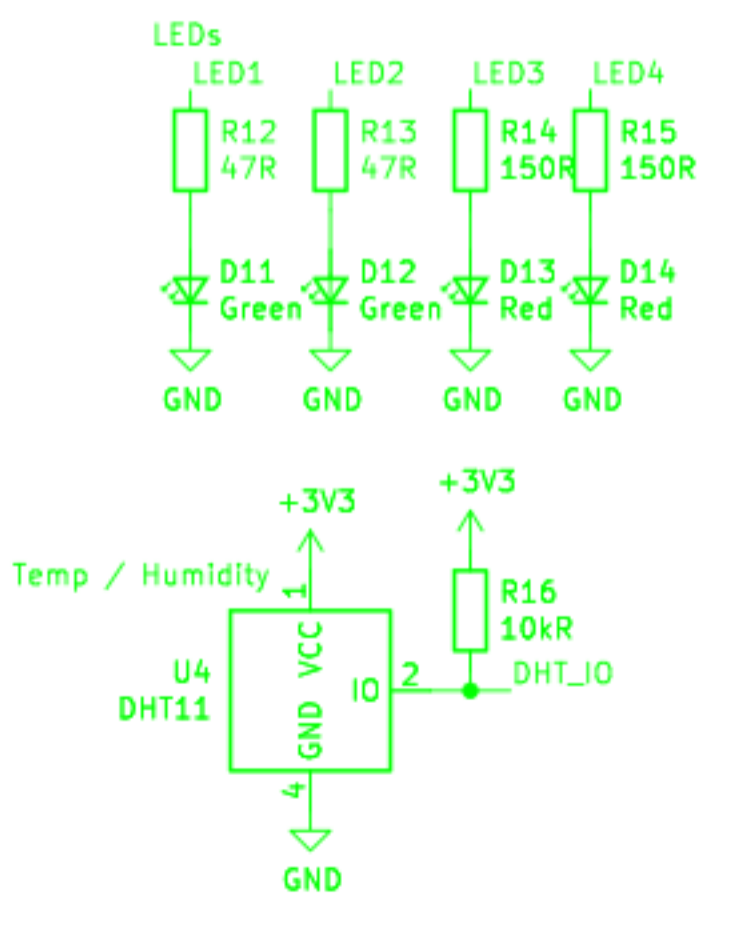 LEDs
LED1 LED2 LED3 LED4
R12 R13 R14 R15
47R 47R 150R 150R
D11 D12 D13 D14
Green Green Red Red
GND GND GND GND
+3V3 +3V3
Temp / Humidity
1
R16
10kR
VCC
U4
DHT11
IO
2
DHT_IO
GND
4
GND